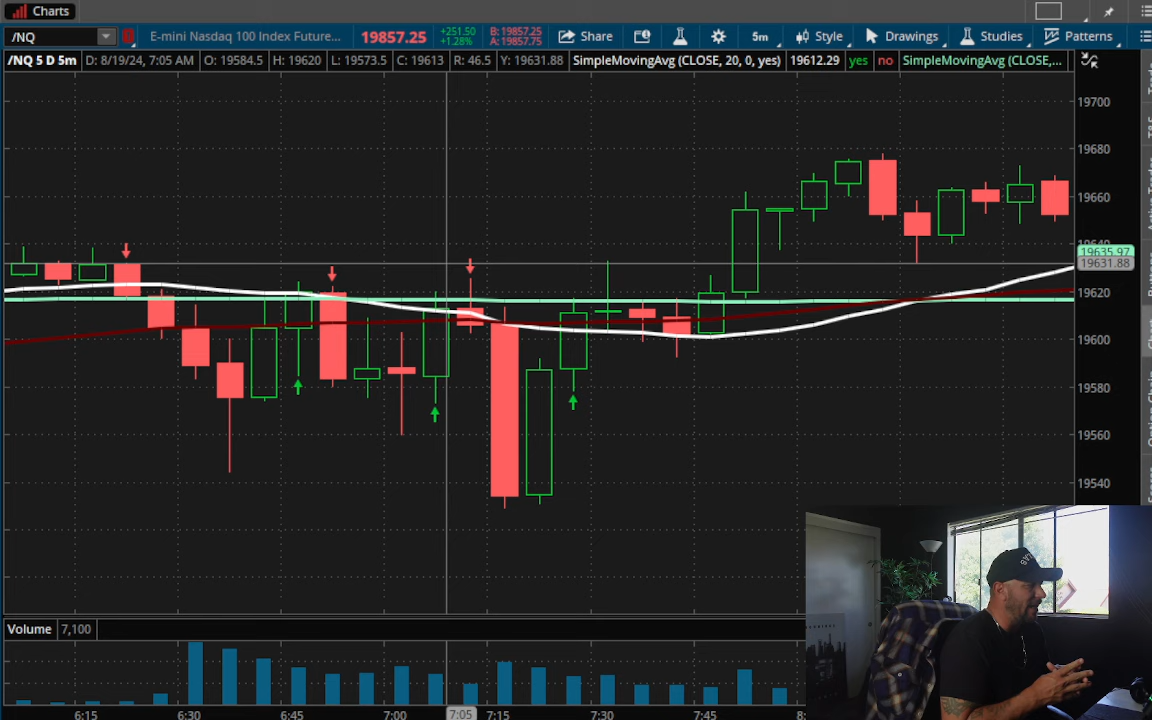 Charts
/NQ
E-mini Nasdaq 100 Index Future...
19857.25
+251.50
+1.28%
B: 19857.25
A: 19857.75
Share
5m
Style
Drawings
Studies
Patterns
/NQ 5 D 5m
D: 8/19/24, 7:05 AM
O: 19584.5
H: 19620
L: 19573.5
C: 19613
R: 46.5
Y: 19631.88
SimpleMovingAvg (CLOSE, 20, 0, yes)
19612.29
yes
no
SimpleMovingAvg (CLOSE,...
19700
19680
19660
19640
19635.97
19631.88
19620
19600
19580
19560
19540
Volume
7,100
6:15
6:30
6:45
7:00
7:05
7:15
7:30
7:45